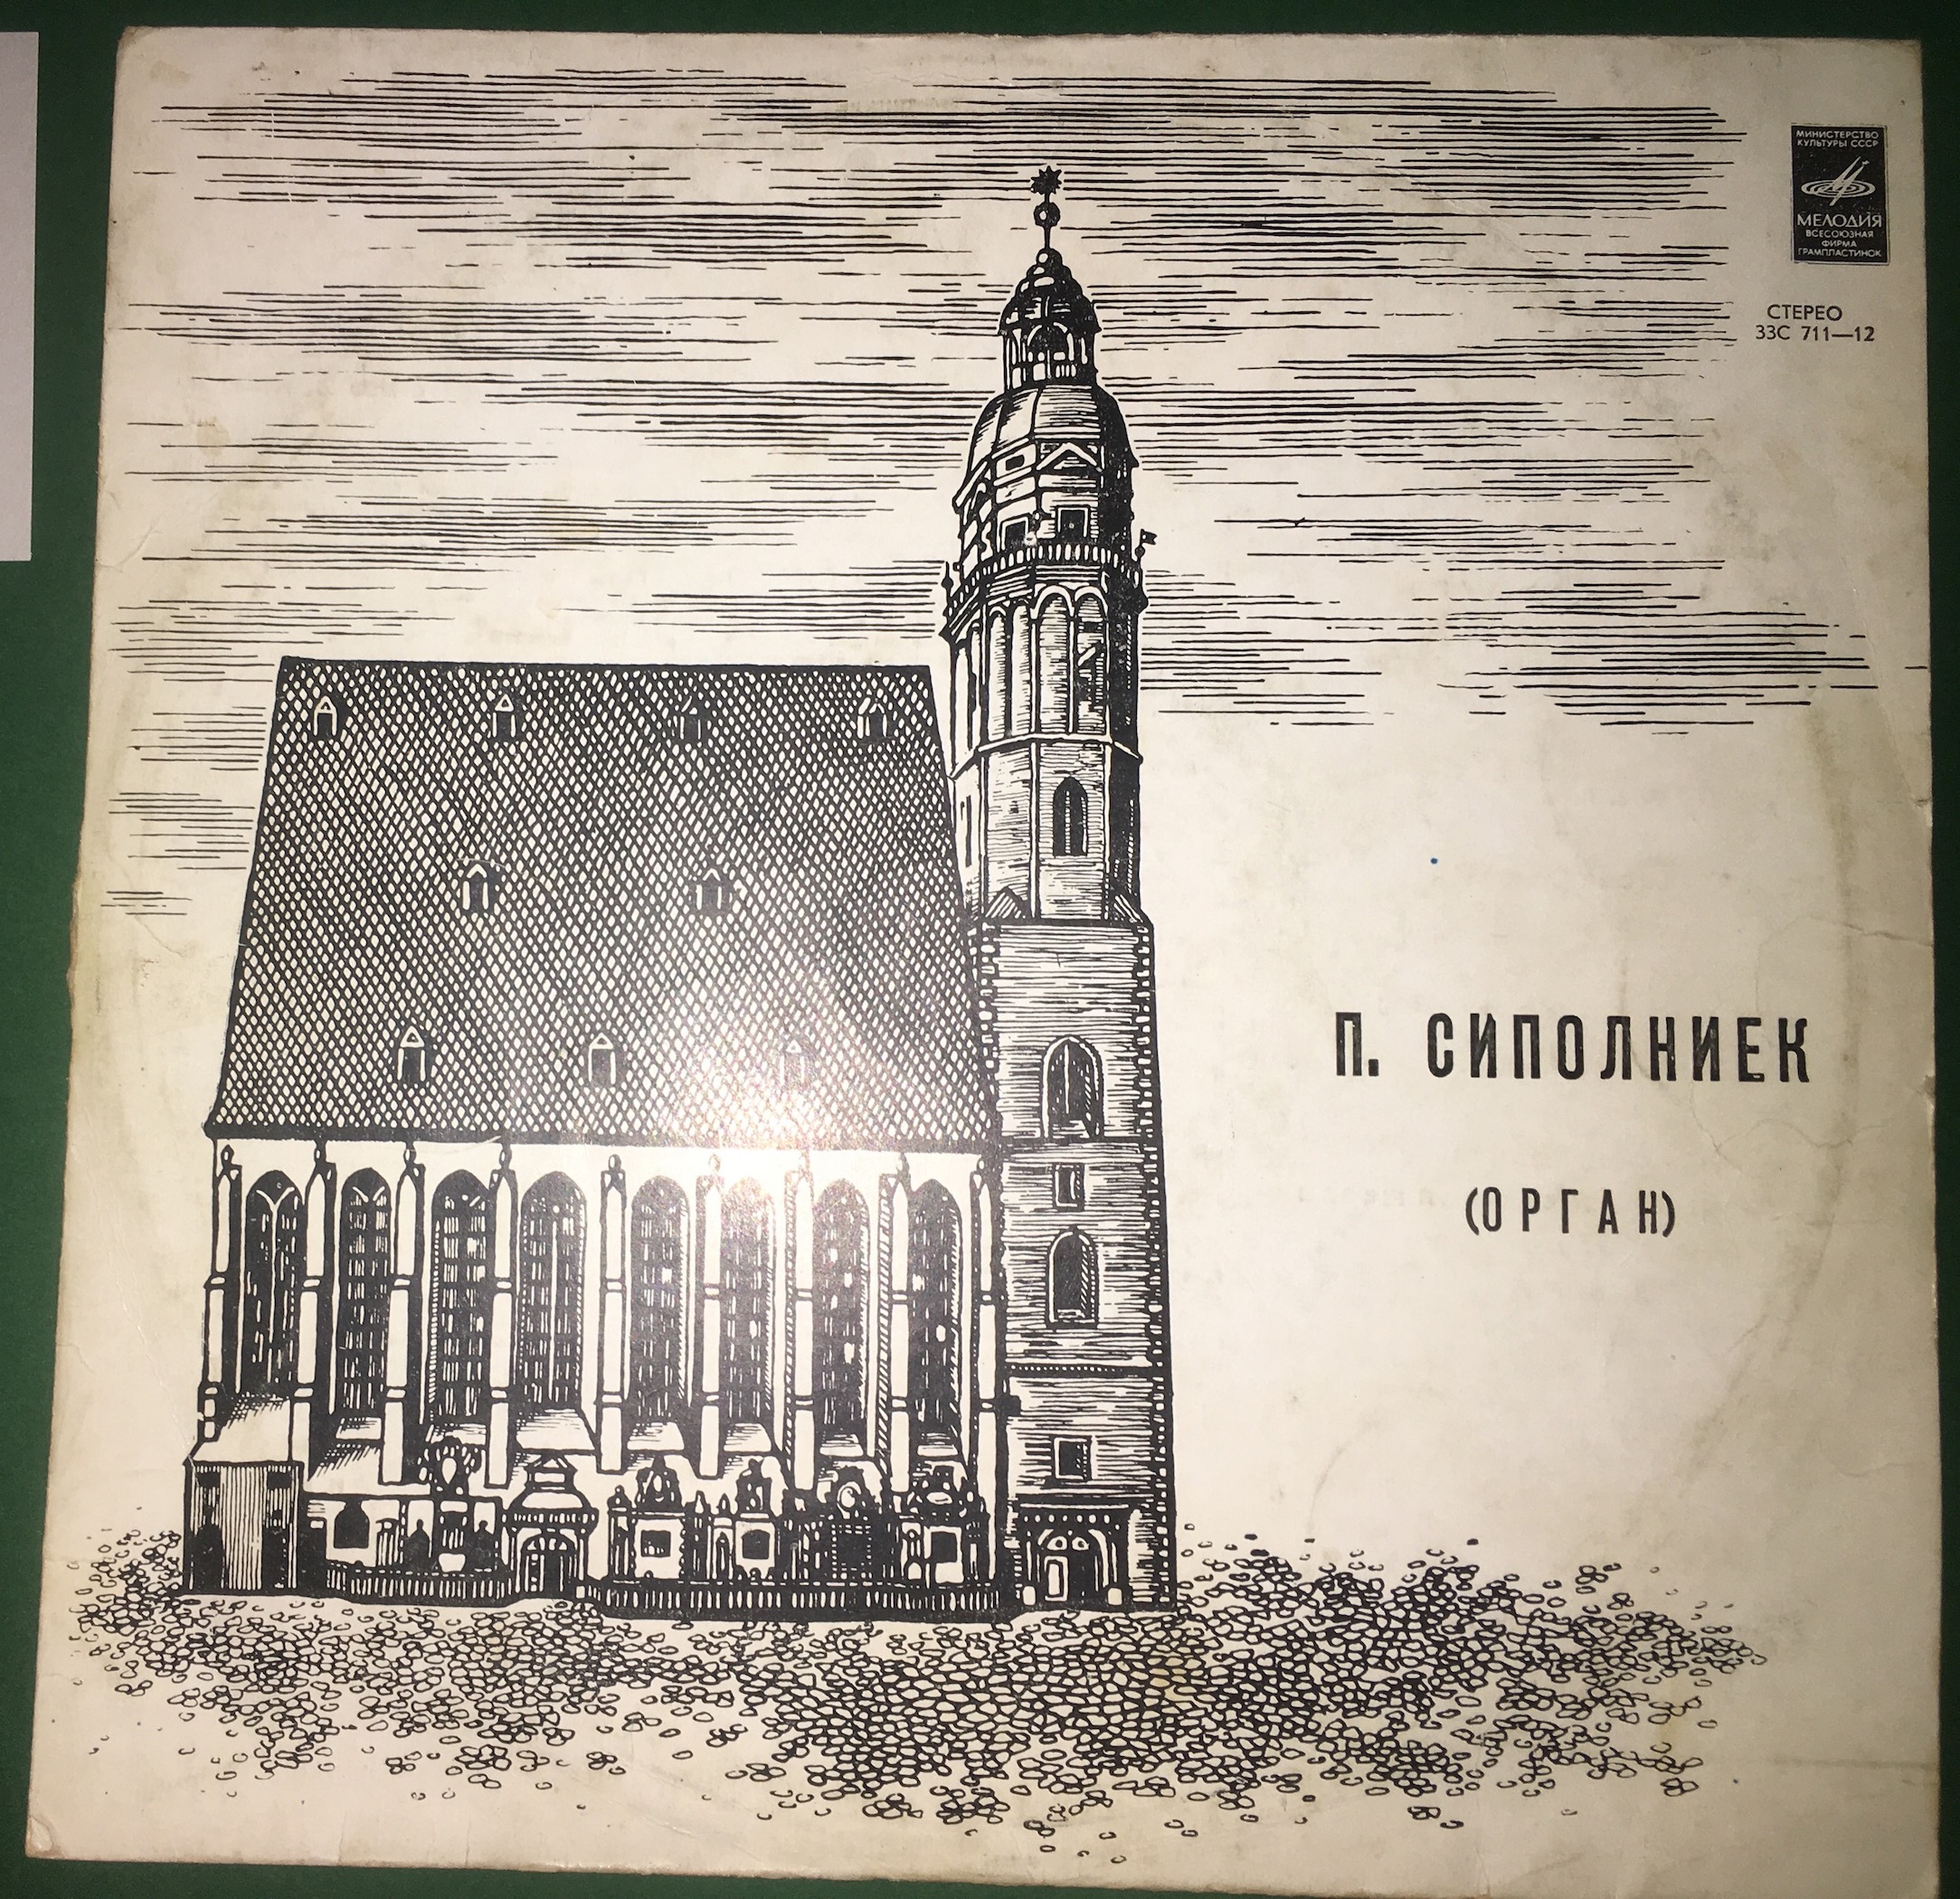 МИНИСТЕРСТВО
КУЛЬТУРЫ СССР
МЕЛОДИЯ
ВСЕСОЮЗНАЯ
ФИРМА
ГРАМПЛАСТИНОК
СТЕРЕО
33С 711—12
П. СИПОЛНИЕК
(ОРГАН)